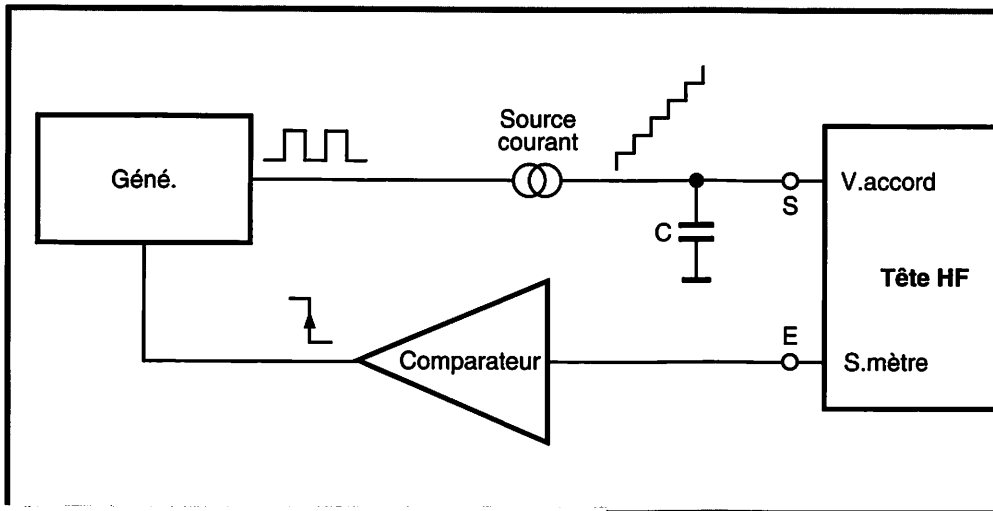 Géné.
Source
courant
C
S
V.accord
Tête HF
Comparateur
E
S.mètre